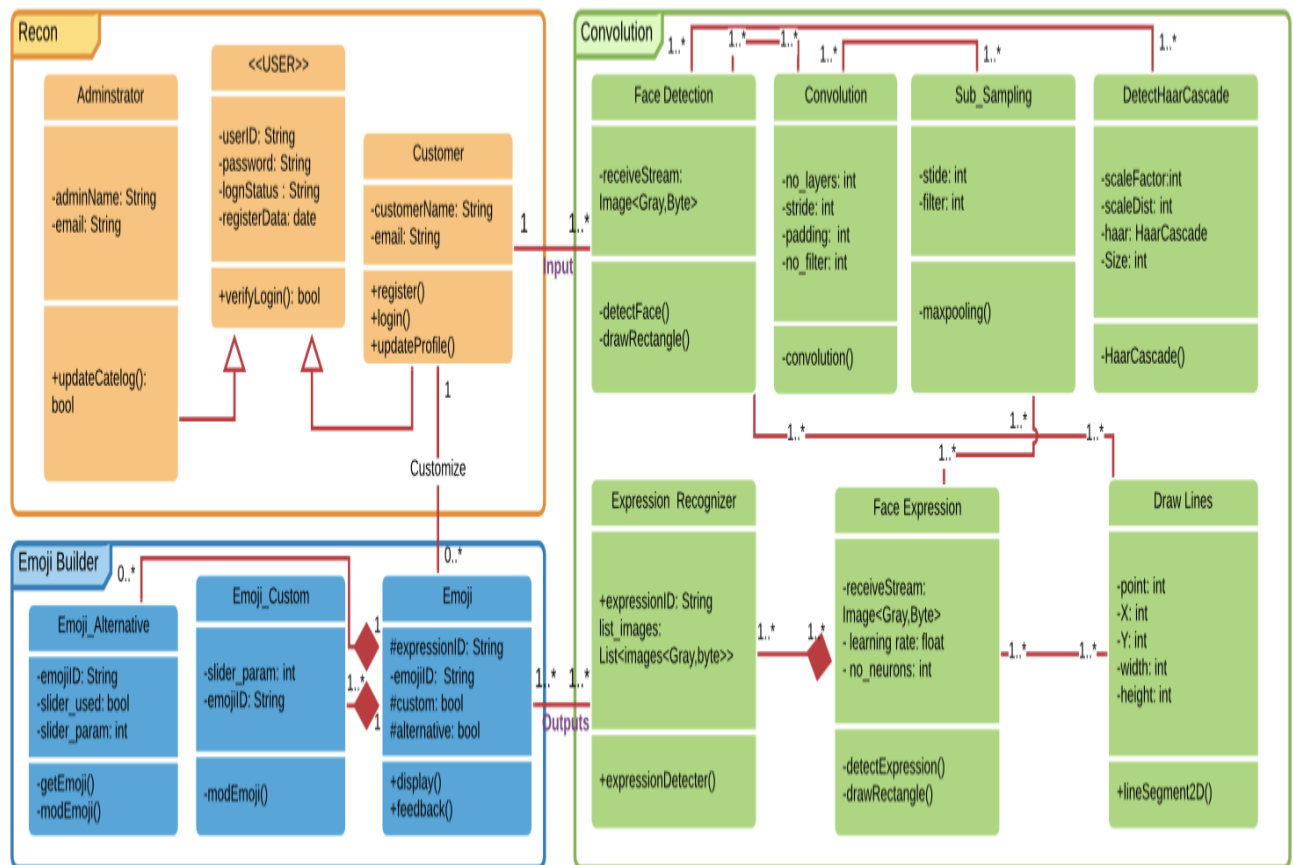 Recon
Adminstrator
-adminName: String
-email: String
+updateCatelog():
bool
<<USER>>
-userID: String
-password: String
-lognStatus : String
-registerData: date
+verifyLogin(): bool
Customer
-customerName: String
-email: String
+register()
+login()
+updateProfile()
1
1..*
Input
1
Customize
0..*
Emoji Builder
0..*
Emoji_Alternative
-emojiID: String
-slider_used: bool
-slider_param: int
-getEmoji()
-modEmoji()
Emoji_Custom
-slider_param: int
-emojiID: String
-modEmoji()
1
1..*
1
Emoji
#expressionID: String
-emojiID: String
#custom: bool
#alternative: bool
+display()
+feedback()
1..*
1..*
Outputs
Convolution
1..*
1..*
1..*
1..*
1..*
1..*
Face Detection
-receiveStream:
Image<Gray,Byte>
-detectFace()
-drawRectangle()
Convolution
-no_layers: int
-stride: int
-padding: int
-no_filter: int
-convolution()
Sub_Sampling
-stide: int
-filter: int
-maxpooling()
DetectHaarCascade
-scaleFactor:int
-scaleDist: int
-haar: HaarCascade
-Size: int
-HaarCascade()
1..*
1..*
1..*
1..*
Expression Recognizer
+expressionID: String
list_images:
List<images<Gray,byte>>
+expressionDetecter()
1..*
1..*
Face Expression
-receiveStream:
Image<Gray,Byte>
- learning rate: float
- no_neurons: int
-detectExpression()
-drawRectangle()
1..*
1..*
Draw Lines
-point: int
-X: int
-Y: int
-width: int
-height: int
+lineSegment2D()